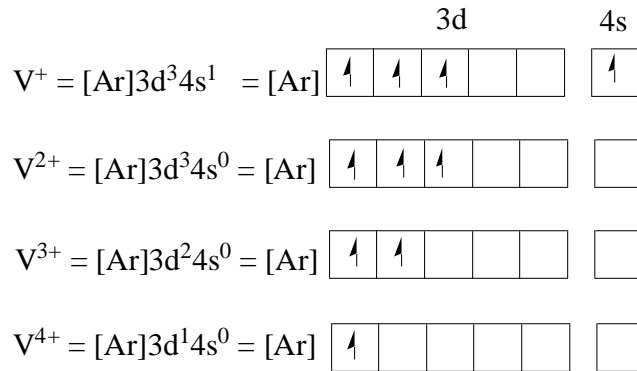 3d 4s
V⁺ = [Ar]3d³4s¹ = [Ar]
V²⁺ = [Ar]3d³4s⁰ = [Ar]
V³⁺ = [Ar]3d²4s⁰ = [Ar]
V⁴⁺ = [Ar]3d¹4s⁰ = [Ar]